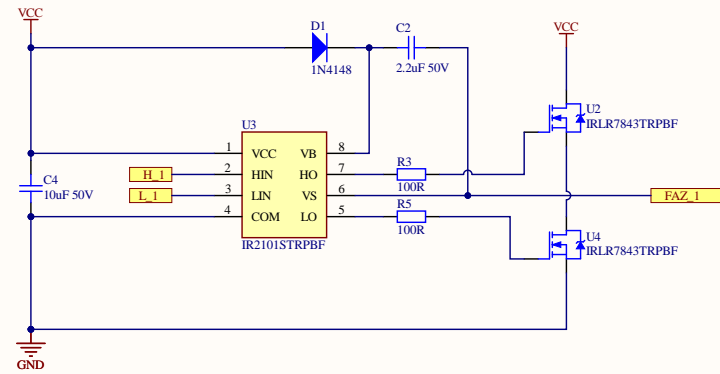 VCC
D1
1N4148
C2
2.2uF 50V
VCC
U2
IRLR7843TRPBF
U3
1 VCC VB 8
H_1 2 HIN HO 7
L_1 3 LIN VS 6
4 COM LO 5
IR2101STRPBF
C4
10uF 50V
R3
100R
R5
100R
FAZ_1
U4
IRLR7843TRPBF
GND